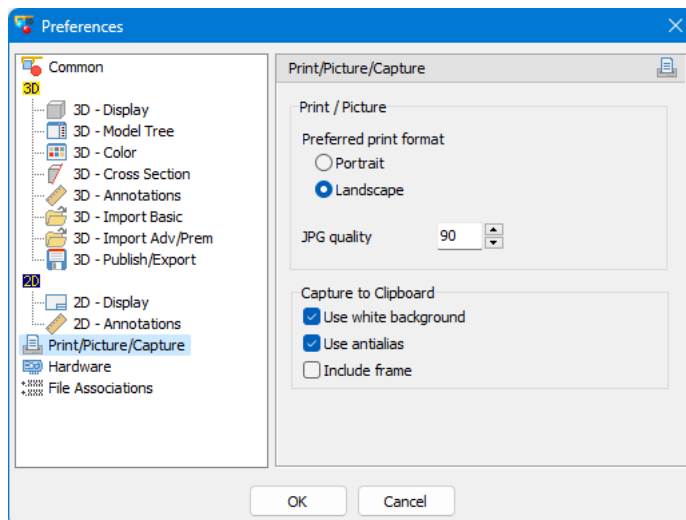 Preferences
Common
3D
3D - Display
3D - Model Tree
3D - Color
3D - Cross Section
3D - Annotations
3D - Import Basic
3D - Import Adv/Prem
3D - Publish/Export
2D
2D - Display
2D - Annotations
Print/Picture/Capture
Hardware
File Associations
Print/Picture/Capture
Print / Picture
Preferred print format
Portrait
Landscape
JPG quality 90
Capture to Clipboard
Use white background
Use antialias
Include frame
OK Cancel